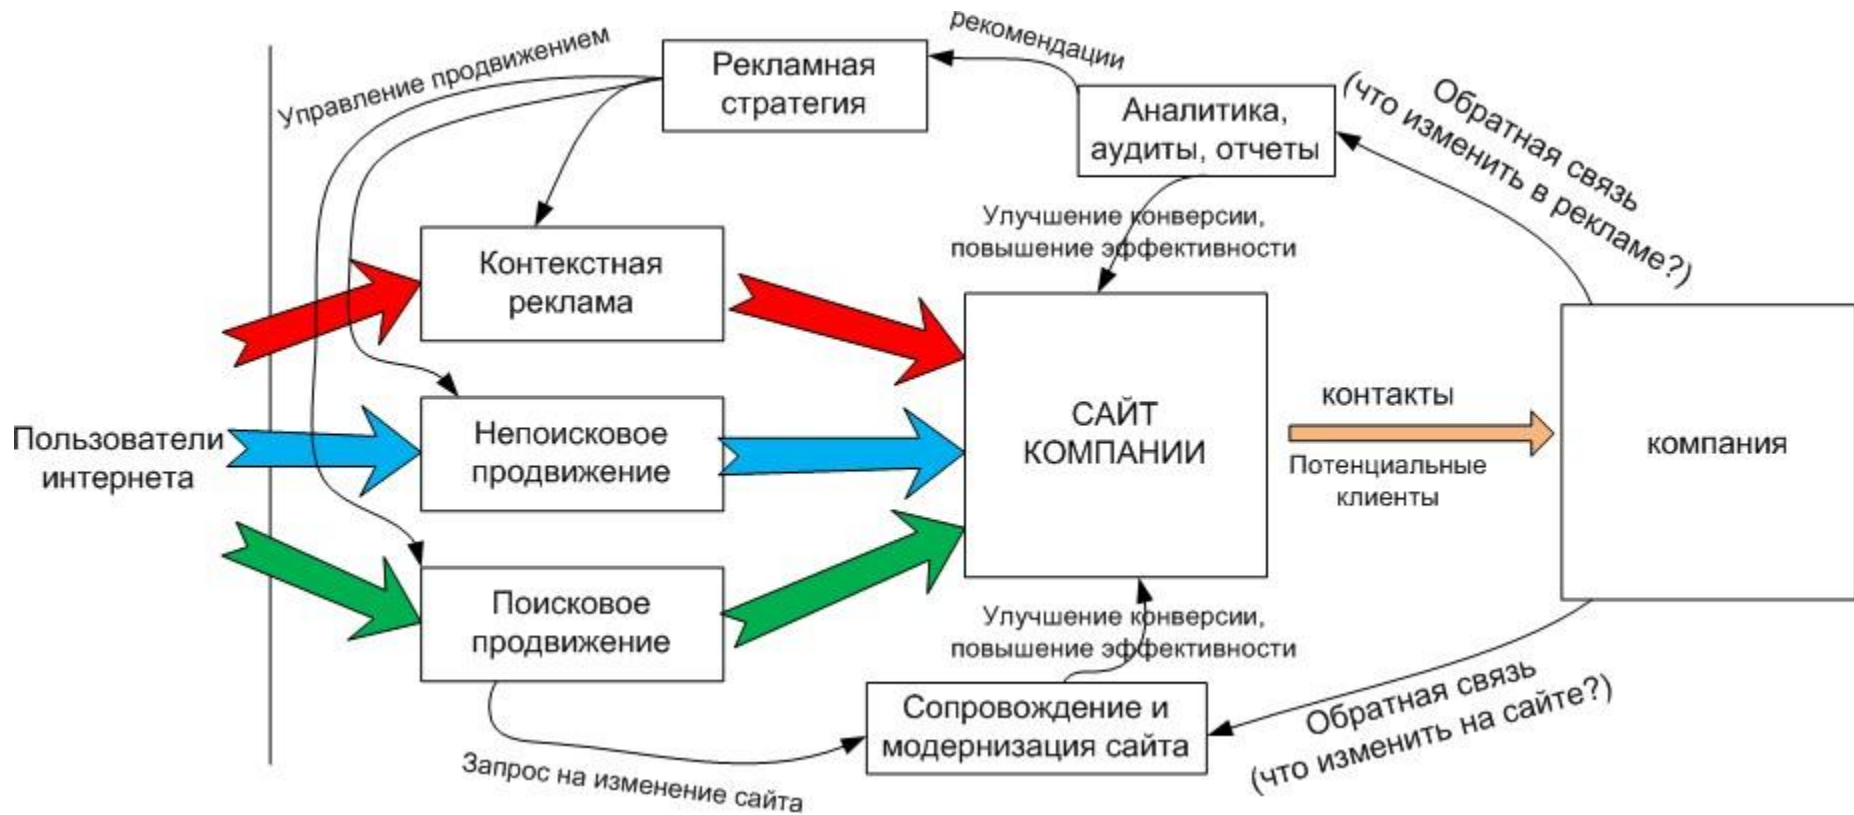 Управление продвижением
Рекламная
стратегия
рекомендации
Аналитика,
аудиты, отчеты
Обратная связь
(что изменить в рекламе?)
Улучшение конверсии,
повышение эффективности
Контекстная
реклама
Пользователи
интернета
Непоисковое
продвижение
САЙТ
КОМПАНИИ
контакты
Потенциальные
клиенты
компания
Поисковое
продвижение
Улучшение конверсии,
повышение эффективности
Сопровождение и
модернизация сайта
Обратная связь
(что изменить на сайте?)
Запрос на изменение сайта